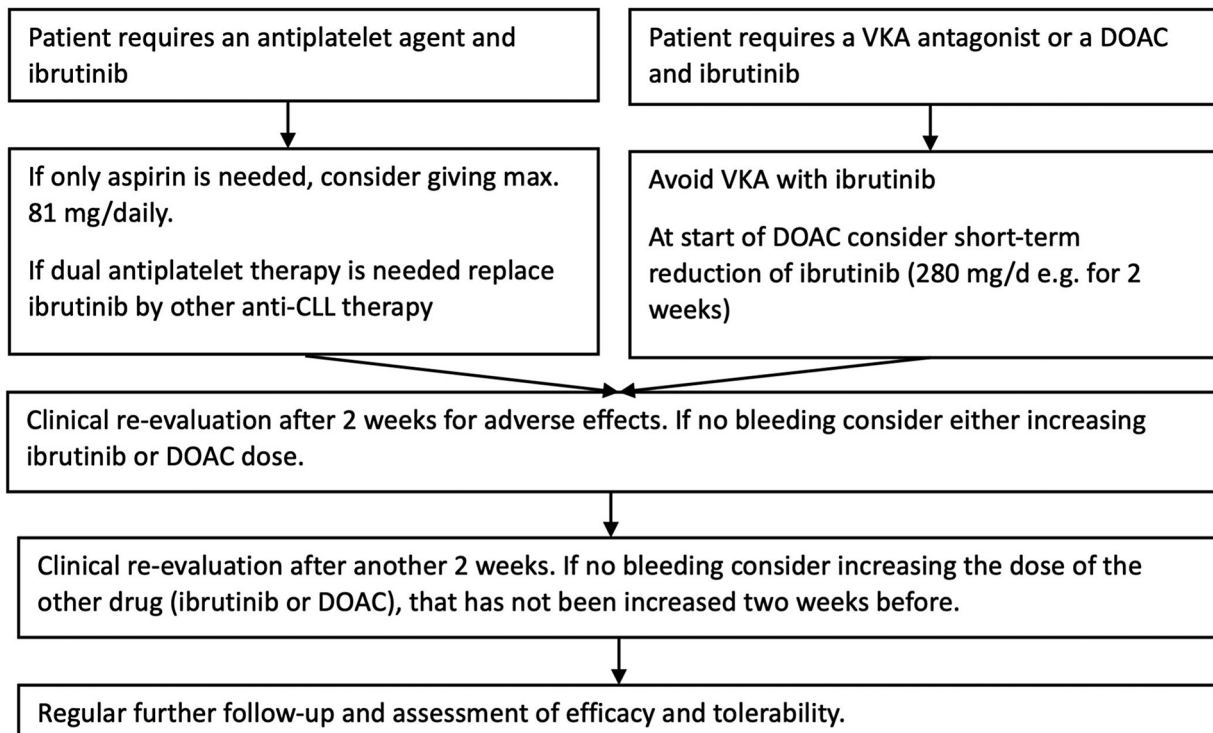 Patient requires an antiplatelet agent and
ibrutinib
Patient requires a VKA antagonist or a DOAC
and ibrutinib
If only aspirin is needed, consider giving max.
81 mg/daily.
If dual antiplatelet therapy is needed replace
ibrutinib by other anti-CLL therapy
Avoid VKA with ibrutinib
At start of DOAC consider short-term
reduction of ibrutinib (280 mg/d e.g. for 2
weeks)
Clinical re-evaluation after 2 weeks for adverse effects. If no bleeding consider either increasing
ibrutinib or DOAC dose.
Clinical re-evaluation after another 2 weeks. If no bleeding consider increasing the dose of the
other drug (ibrutinib or DOAC), that has not been increased two weeks before.
Regular further follow-up and assessment of efficacy and tolerability.